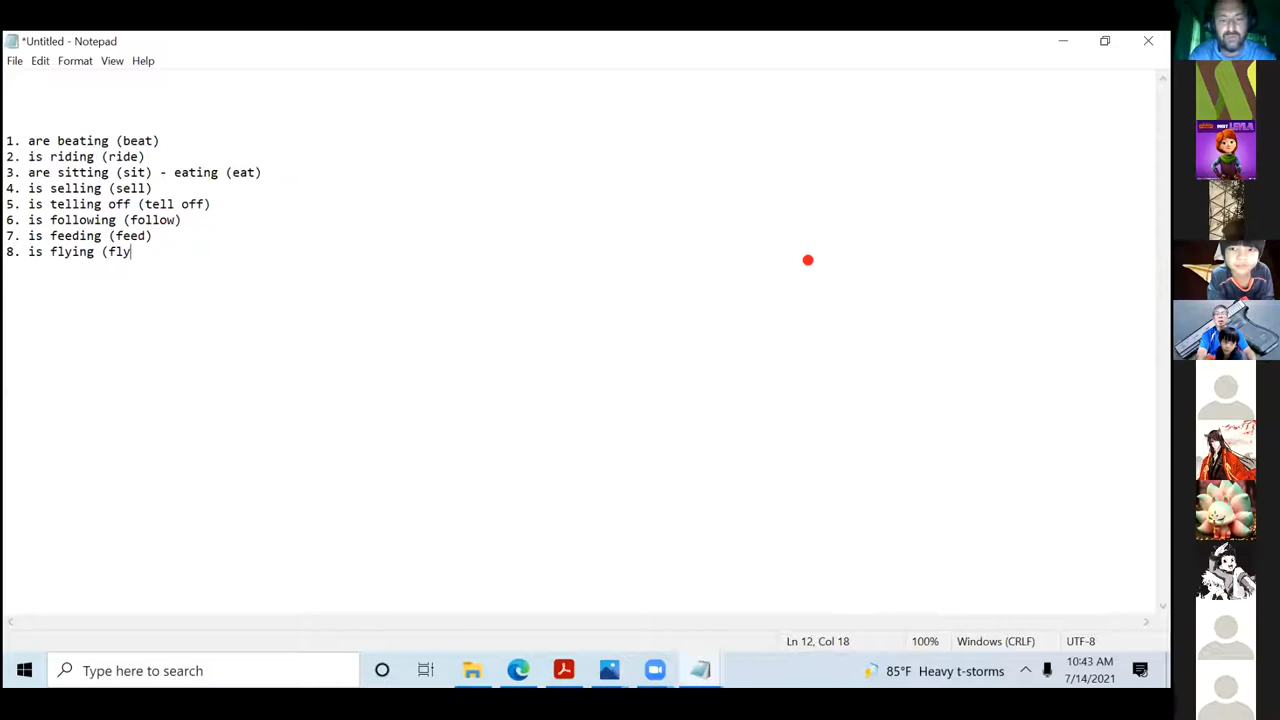 *Untitled - Notepad
File Edit Format View Help
1. are beating (beat)
2. is riding (ride)
3. are sitting (sit) - eating (eat)
4. is selling (sell)
5. is telling off (tell off)
6. is following (follow)
7. is feeding (feed)
8. is flying (fly
Ln 12, Col 18 100% Windows (CRLF) UTF-8
Type here to search
85°F Heavy t-storms
10:43 AM
7/14/2021
LEYLA